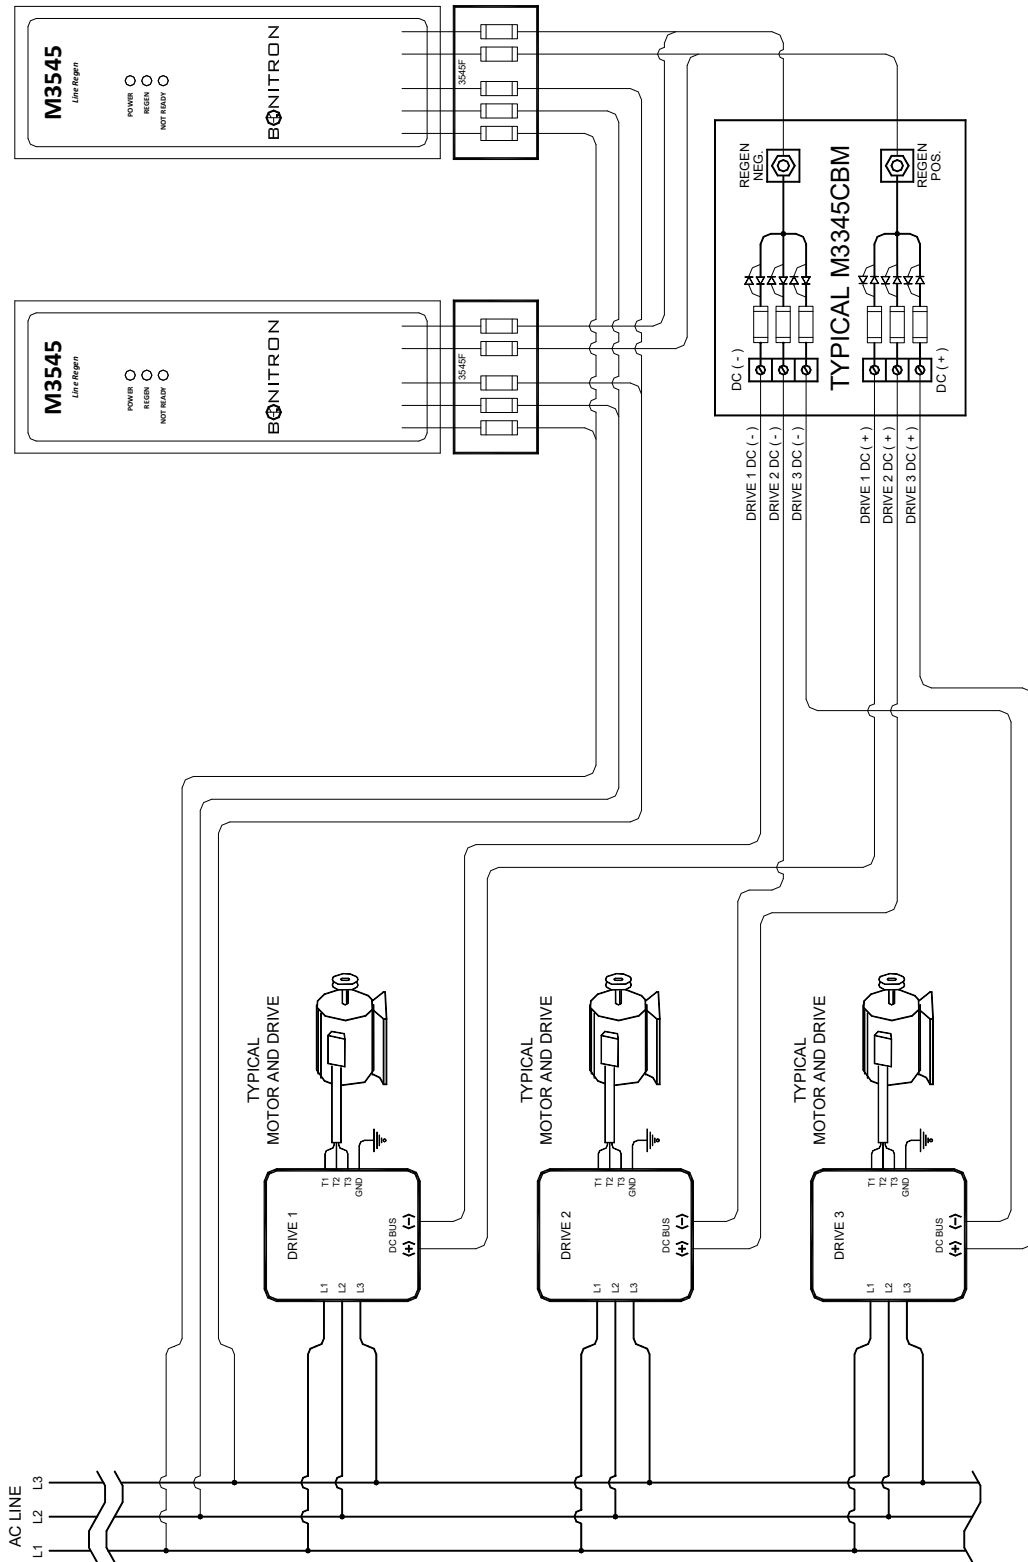 M3545
Line Regen
POWER
REGEN
NOT READY
BONITRON
3545F
M3545
Line Regen
POWER
REGEN
NOT READY
BONITRON
3545F
TYPICAL M3345CBM
REGEN
NEG.
REGEN
POS.
DC ( - )
DC ( + )
DRIVE 1 DC ( - )
DRIVE 2 DC ( - )
DRIVE 3 DC ( - )
DRIVE 1 DC ( + )
DRIVE 2 DC ( + )
DRIVE 3 DC ( + )
TYPICAL
MOTOR AND DRIVE
T1
T2
T3
GND
DRIVE 1
DC BUS
(+) (-)
L1
L2
L3
TYPICAL
MOTOR AND DRIVE
T1
T2
T3
GND
DRIVE 2
DC BUS
(+) (-)
L1
L2
L3
TYPICAL
MOTOR AND DRIVE
T1
T2
T3
GND
DRIVE 3
DC BUS
(+) (-)
L1
L2
L3
AC LINE
L1
L2
L3